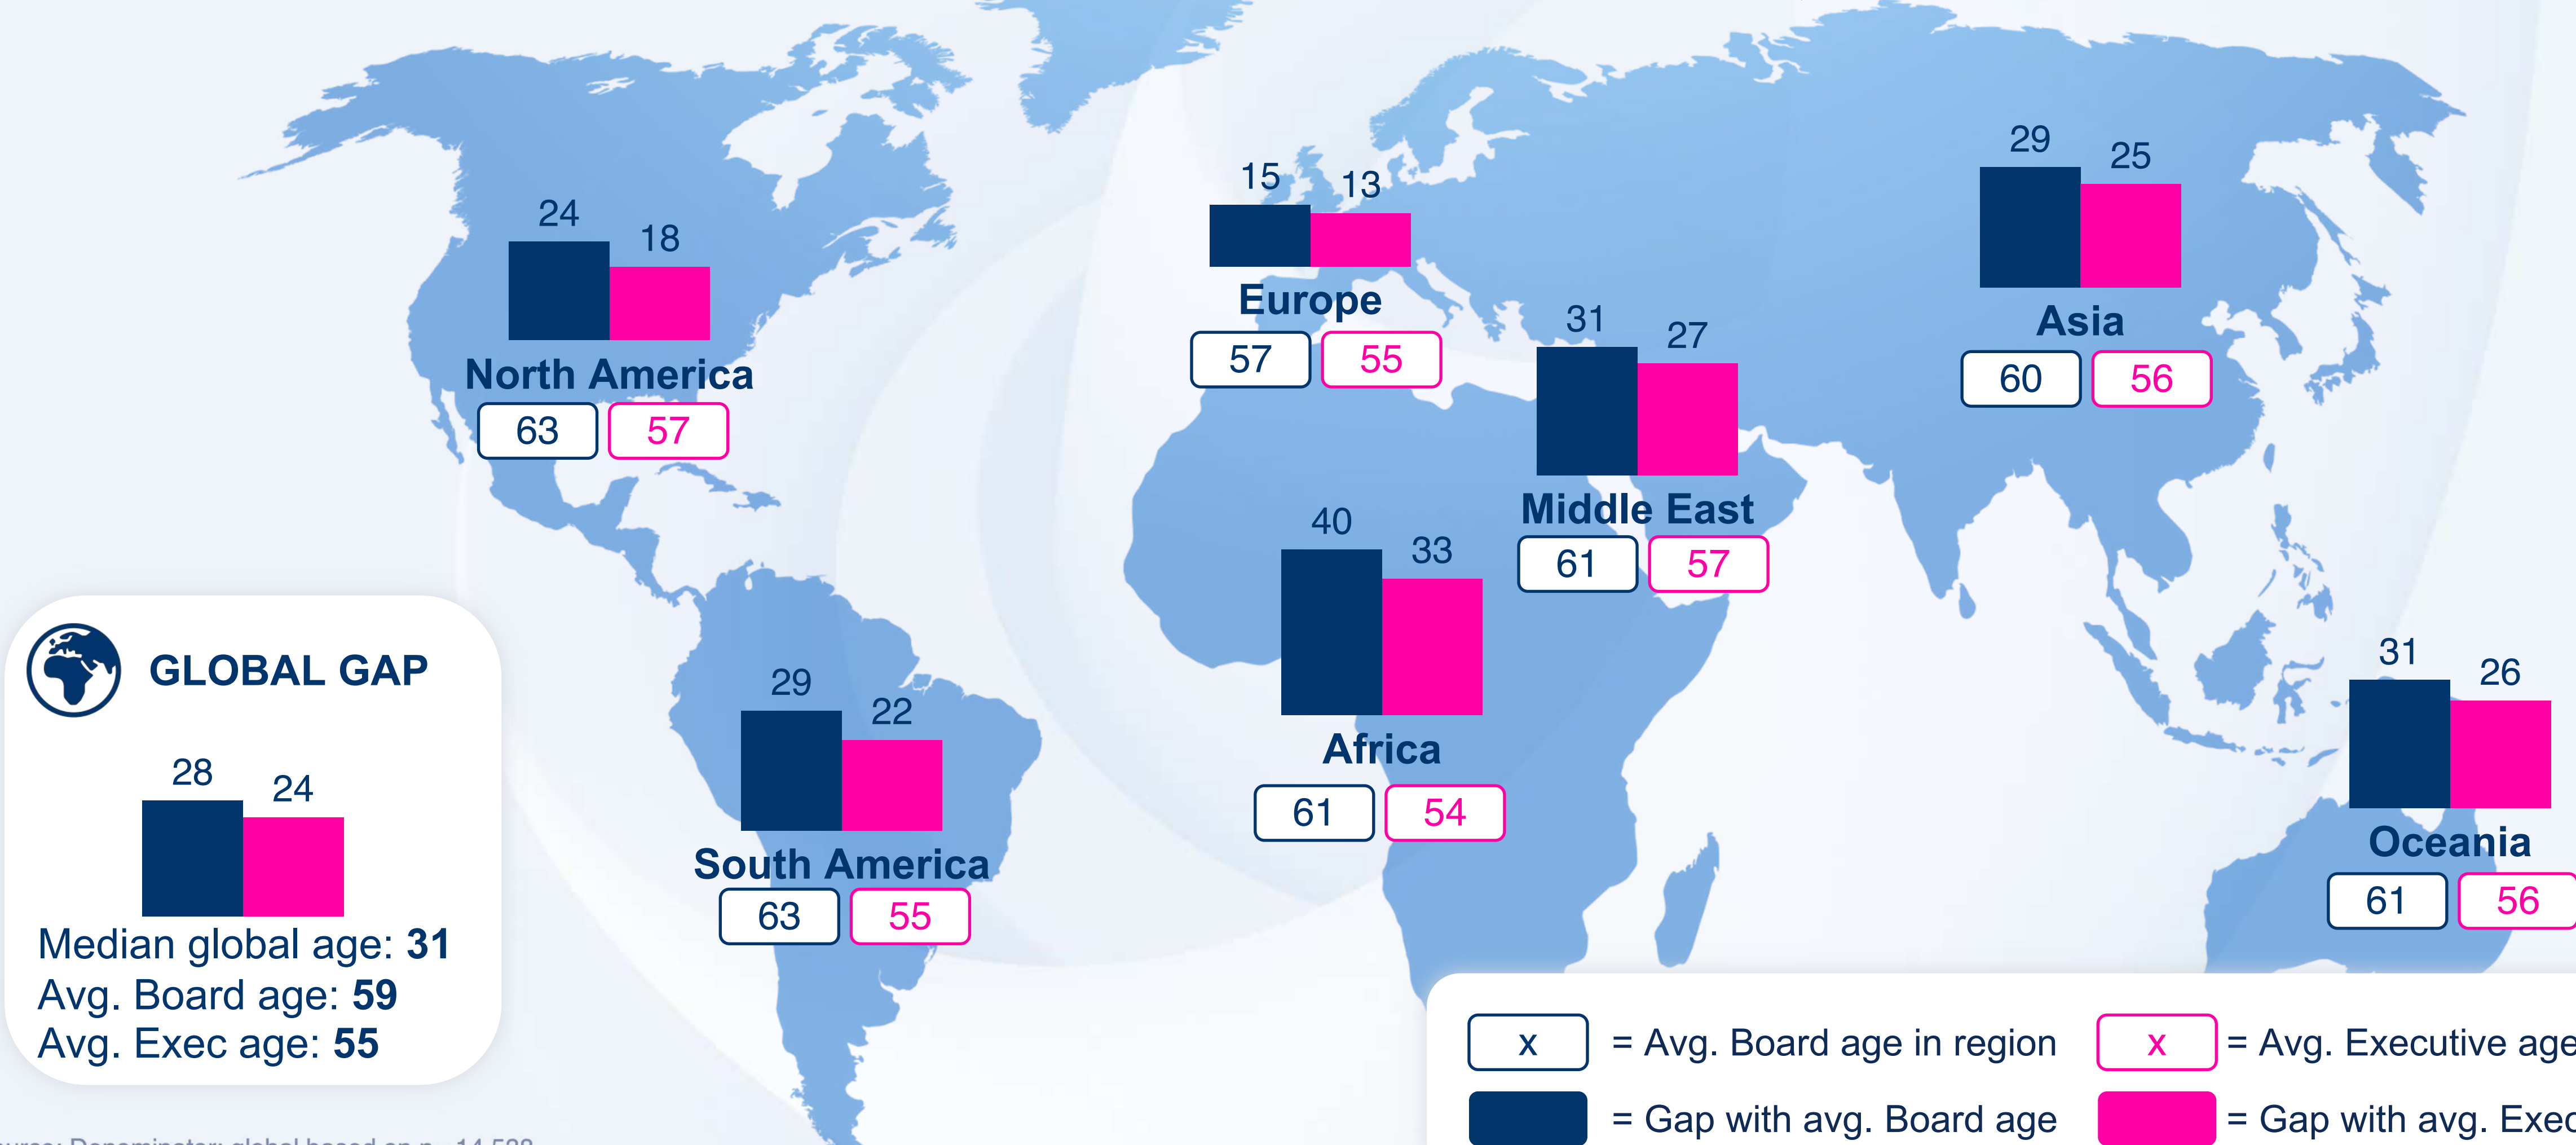 29
25
Asia
60 56
15 13
Europe
57 55
24
18
North America
63 57
31 27
Middle East
61 57
40
33
Africa
61 54
GLOBAL GAP
28 24
Median global age: 31
Avg. Board age: 59
Avg. Exec age: 55
29
22
South America
63 55
31
26
Oceania
61 56
x = Avg. Board age in region
x = Avg. Executive age
= Gap with avg. Board age
= Gap with avg. Exec